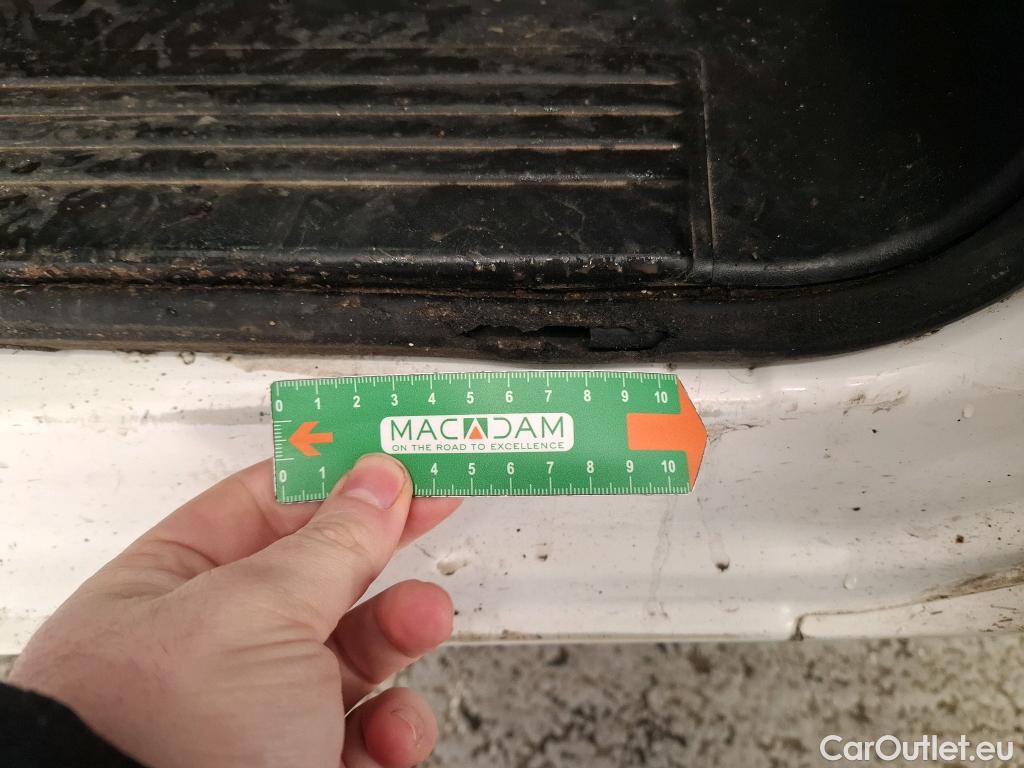 0 1 2 3 4 5 6 7 8 9 10
MACADAM
ON THE ROAD TO EXCELLENCE
0 1 4 5 6 7 8 9 10
CarOutlet.eu